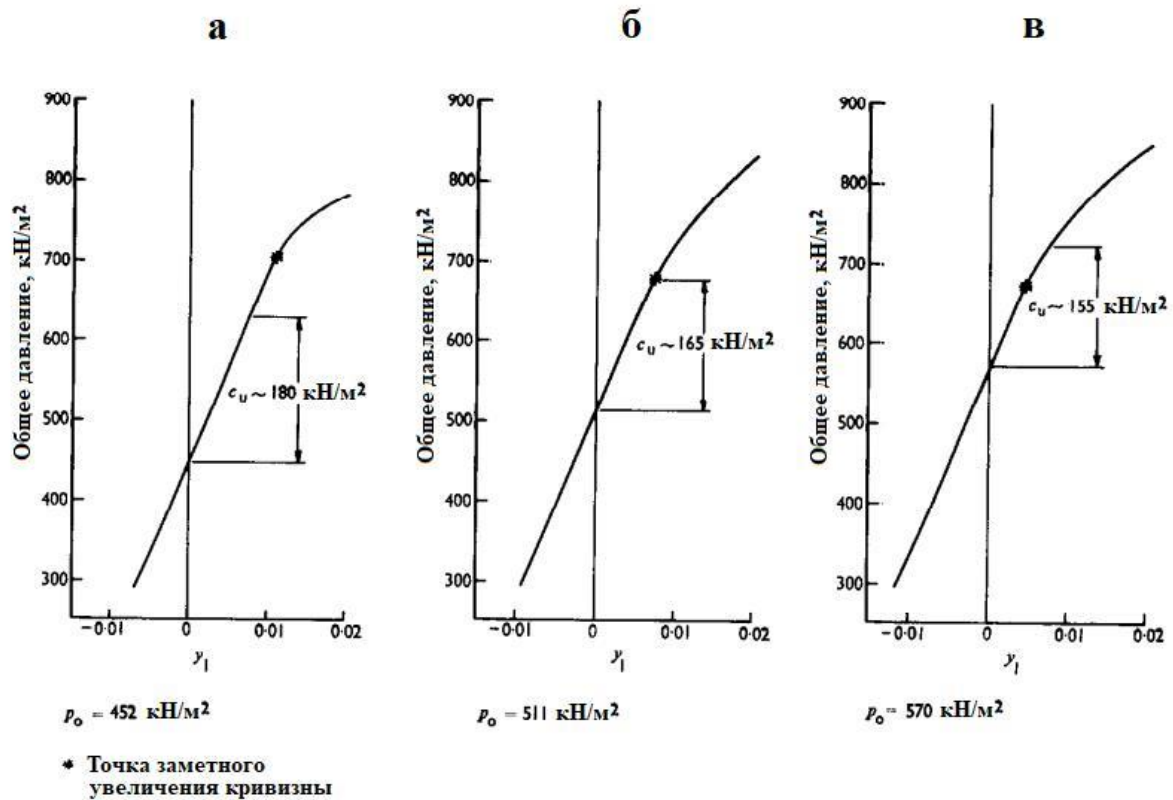 а
б
в
Общее давление, кН/м²
900
800
700
600
500
400
300
cᵤ ~ 180 кН/м²
-0.01
0
0.01
0.02
y₁
p₀ = 452 кН/м²
* Точка заметного
увеличения кривизны
Общее давление, кН/м²
900
800
700
600
500
400
300
cᵤ ~ 165 кН/м²
-0.01
0
0.01
0.02
y₁
p₀ = 511 кН/м²
Общее давление, кН/м²
900
800
700
600
500
400
300
cᵤ ~ 155 кН/м²
-0.01
0
0.01
0.02
y₁
p₀ = 570 кН/м²